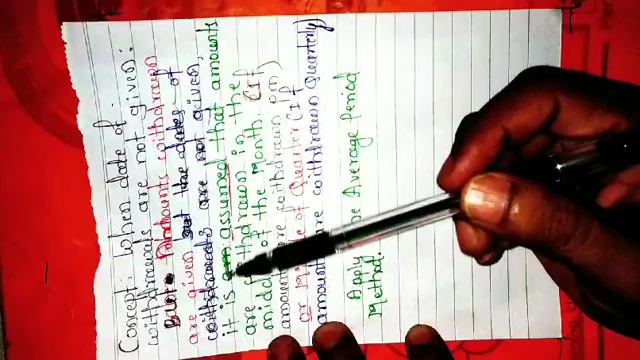 Concept: When date of
withdrawals are not given:
But Amounts withdrawn
are given but the dates of
withdrawals are not given,
it is assumed that amounts
are withdrawn in the
middle of the month. (If
amounts are withdrawn
or Middle of Quarter (If
amounts are withdrawn Quarterly)
Apply Average Period
Method.